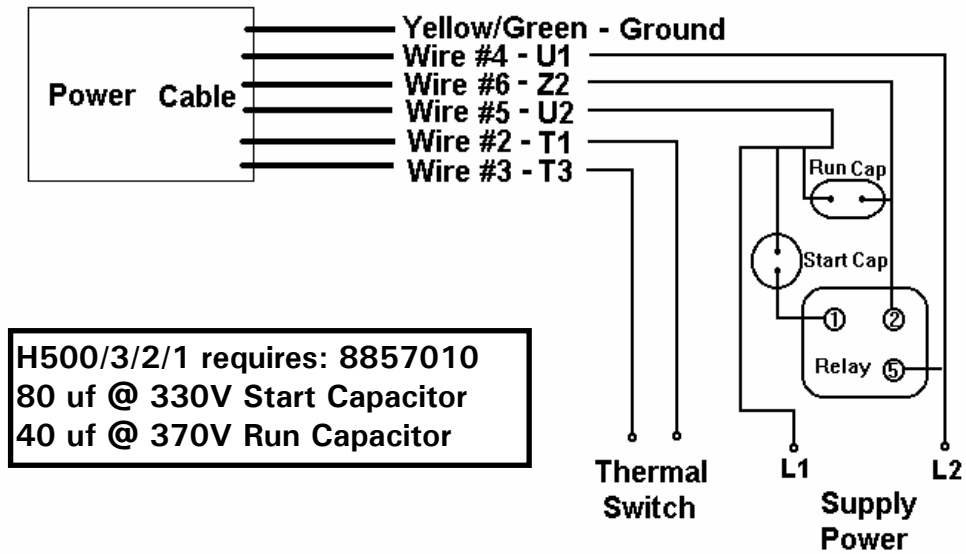 Power Cable
Yellow/Green - Ground
Wire #4 - U1
Wire #6 - Z2
Wire #5 - U2
Wire #2 - T1
Wire #3 - T3
Run Cap
Start Cap
① ②
Relay ⑤
H500/3/2/1 requires: 8857010
80 uf @ 330V Start Capacitor
40 uf @ 370V Run Capacitor
Thermal
Switch
L1 L2
Supply
Power